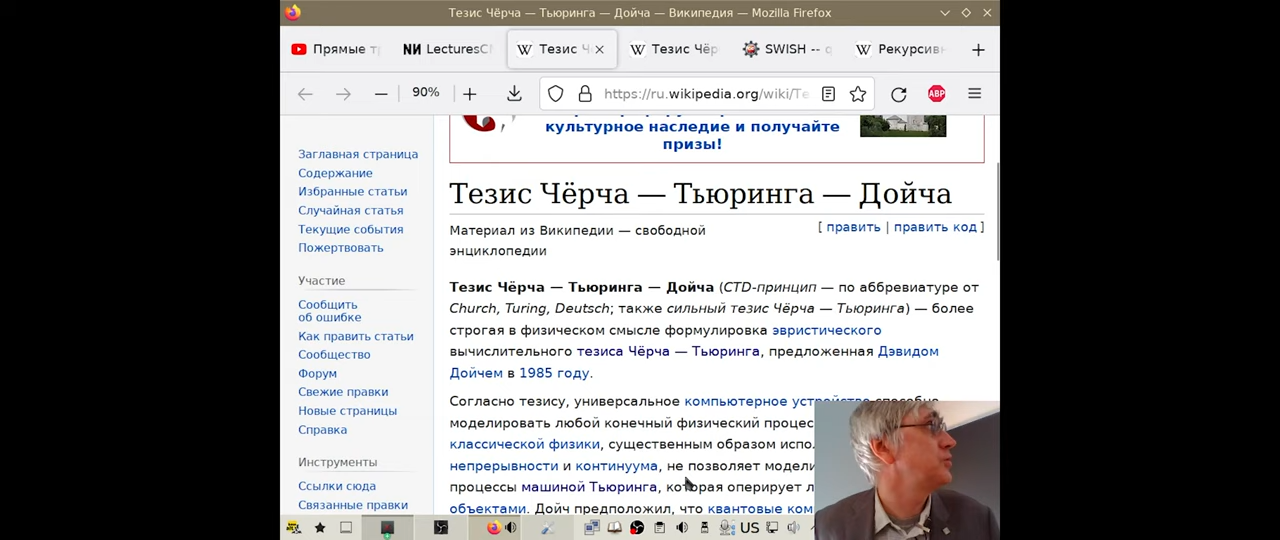 Тезис Чёрча — Тьюринга — Дойча — Википедия — Mozilla Firefox
Прямые
LecturesC
Тезис
Тезис Чёр
SWISH --
Рекурсив
90%
https://ru.wikipedia.org/wiki/Те
ABP
культурное наследие и получайте
призы!
Заглавная страница
Содержание
Избранные статьи
Случайная статья
Текущие события
Пожертвовать
Участие
Сообщить
об ошибке
Как править статьи
Сообщество
Форум
Свежие правки
Новые страницы
Справка
Инструменты
Ссылки сюда
Связанные правки
Тезис Чёрча — Тьюринга — Дойча
Материал из Википедии — свободной
энциклопедии
[ править | править код ]
Тезис Чёрча — Тьюринга — Дойча (CTD-принцип — по аббревиатуре от
Church, Turing, Deutsch; также сильный тезис Чёрча — Тьюринга) — более
строгая в физическом смысле формулировка эвристического
вычислительного тезиса Чёрча — Тьюринга, предложенная Дэвидом
Дойчем в 1985 году.
Согласно тезису, универсальное компьютерное устройство способно
моделировать любой конечный физический процес
классической физики, существенным образом испо
непрерывности и континуума, не позволяет модели
процессы машиной Тьюринга, которая оперирует л
объектами. Дойч предположил, что квантовые ком
US